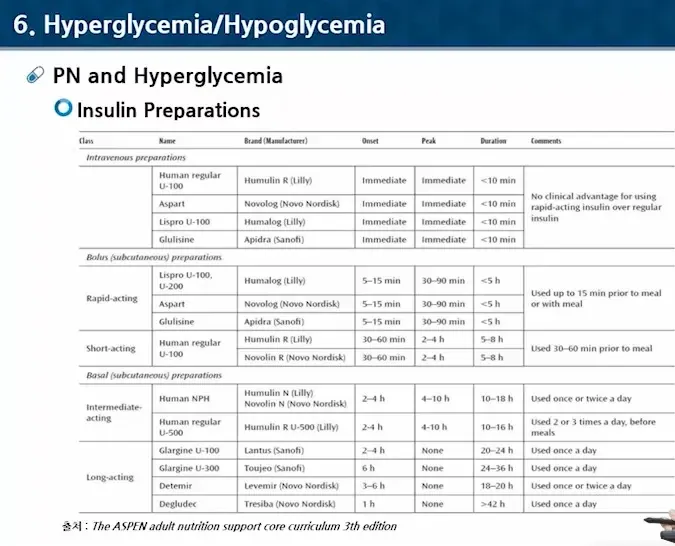 6. Hyperglycemia/Hypoglycemia
PN and Hyperglycemia
Insulin Preparations
Class Name Brand (Manufacturer) Onset Peak Duration Comments
Intravenous preparations
Human regular U-100 Humulin R (Lilly) Immediate Immediate <10 min No clinical advantage for using rapid-acting insulin over regular insulin
Aspart Novolog (Novo Nordisk) Immediate Immediate <10 min
Lispro U-100 Humalog (Lilly) Immediate Immediate <10 min
Glulisine Apidra (Sanofi) Immediate Immediate <10 min
Bolus (subcutaneous) preparations
Rapid-acting Lispro U-100, U-200 Humalog (Lilly) 5–15 min 30–90 min <5 h Used up to 15 min prior to meal or with meal
Aspart Novolog (Novo Nordisk) 5–15 min 30–90 min <5 h
Glulisine Apidra (Sanofi) 5–15 min 30–90 min <5 h
Short-acting Human regular U-100 Humulin R (Lilly) 30–60 min 2–4 h 5–8 h Used 30–60 min prior to meal
Novolin R (Novo Nordisk) 30–60 min 2–4 h 5–8 h
Basal (subcutaneous) preparations
Intermediate-acting Human NPH Humulin N (Lilly) Novolin N (Novo Nordisk) 2–4 h 4–10 h 10–18 h Used once or twice a day
Human regular U-500 Humulin R U-500 (Lilly) 2-4 h 4-10 h 10–16 h Used 2 or 3 times a day, before meals
Long-acting Glargine U-100 Lantus (Sanofi) 2–4 h None 20–24 h Used once a day
Glargine U-300 Toujeo (Sanofi) 6 h None 24–36 h Used once a day
Detemir Levemir (Novo Nordisk) 3–6 h None 18–20 h Used once or twice a day
Degludec Tresiba (Novo Nordisk) 1 h None >42 h Used once a day
출처 : The ASPEN adult nutrition support core curriculum 3th edition